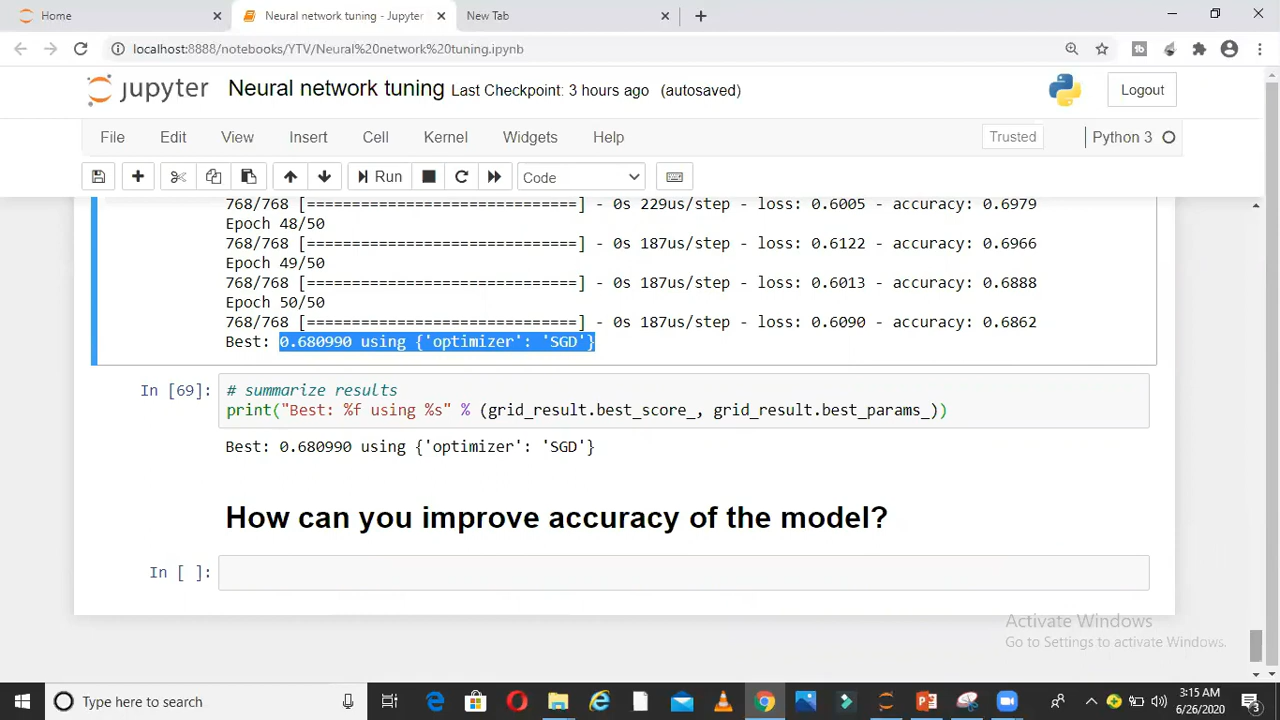 Home
Neural network tuning - Jupyter
New Tab
localhost:8888/notebooks/YTV/Neural%20network%20tuning.ipynb
jupyter Neural network tuning Last Checkpoint: 3 hours ago (autosaved)
Logout
File Edit View Insert Cell Kernel Widgets Help
Trusted
Python 3
Run
Code
768/768 [==============================] - 0s 229us/step - loss: 0.6005 - accuracy: 0.6979
Epoch 48/50
768/768 [==============================] - 0s 187us/step - loss: 0.6122 - accuracy: 0.6966
Epoch 49/50
768/768 [==============================] - 0s 187us/step - loss: 0.6013 - accuracy: 0.6888
Epoch 50/50
768/768 [==============================] - 0s 187us/step - loss: 0.6090 - accuracy: 0.6862
Best: 0.680990 using {'optimizer': 'SGD'}
In [69]: # summarize results
print("Best: %f using %s" % (grid_result.best_score_, grid_result.best_params_))
Best: 0.680990 using {'optimizer': 'SGD'}
How can you improve accuracy of the model?
In [ ]:
Activate Windows
Go to Settings to activate Windows.
Type here to search
3:15 AM
6/26/2020
3